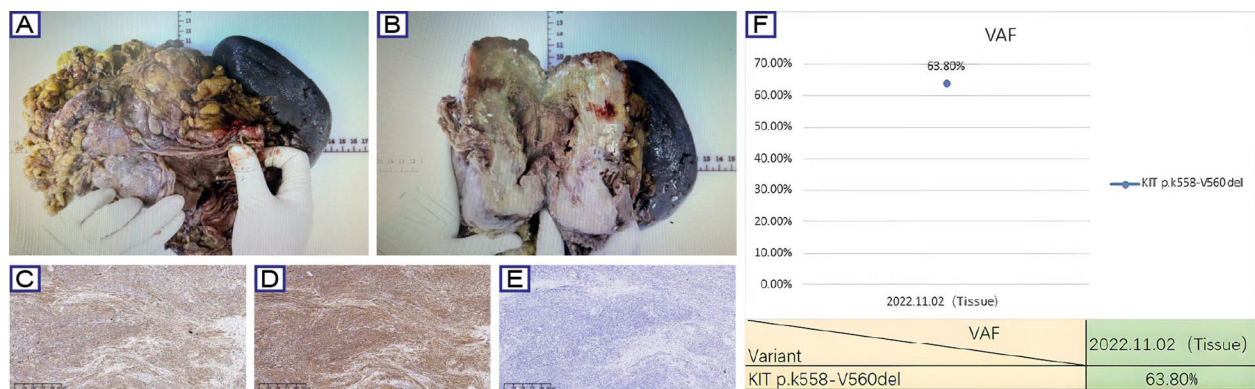 A
B
C
D
E
F
VAF
70.00%
63.80%
60.00%
50.00%
40.00%
30.00%
20.00%
10.00%
0.00%
2022.11.02 (Tissue)
KIT p.k558-V560del
VAF
Variant
2022.11.02 (Tissue)
KIT p.k558-V560del
63.80%